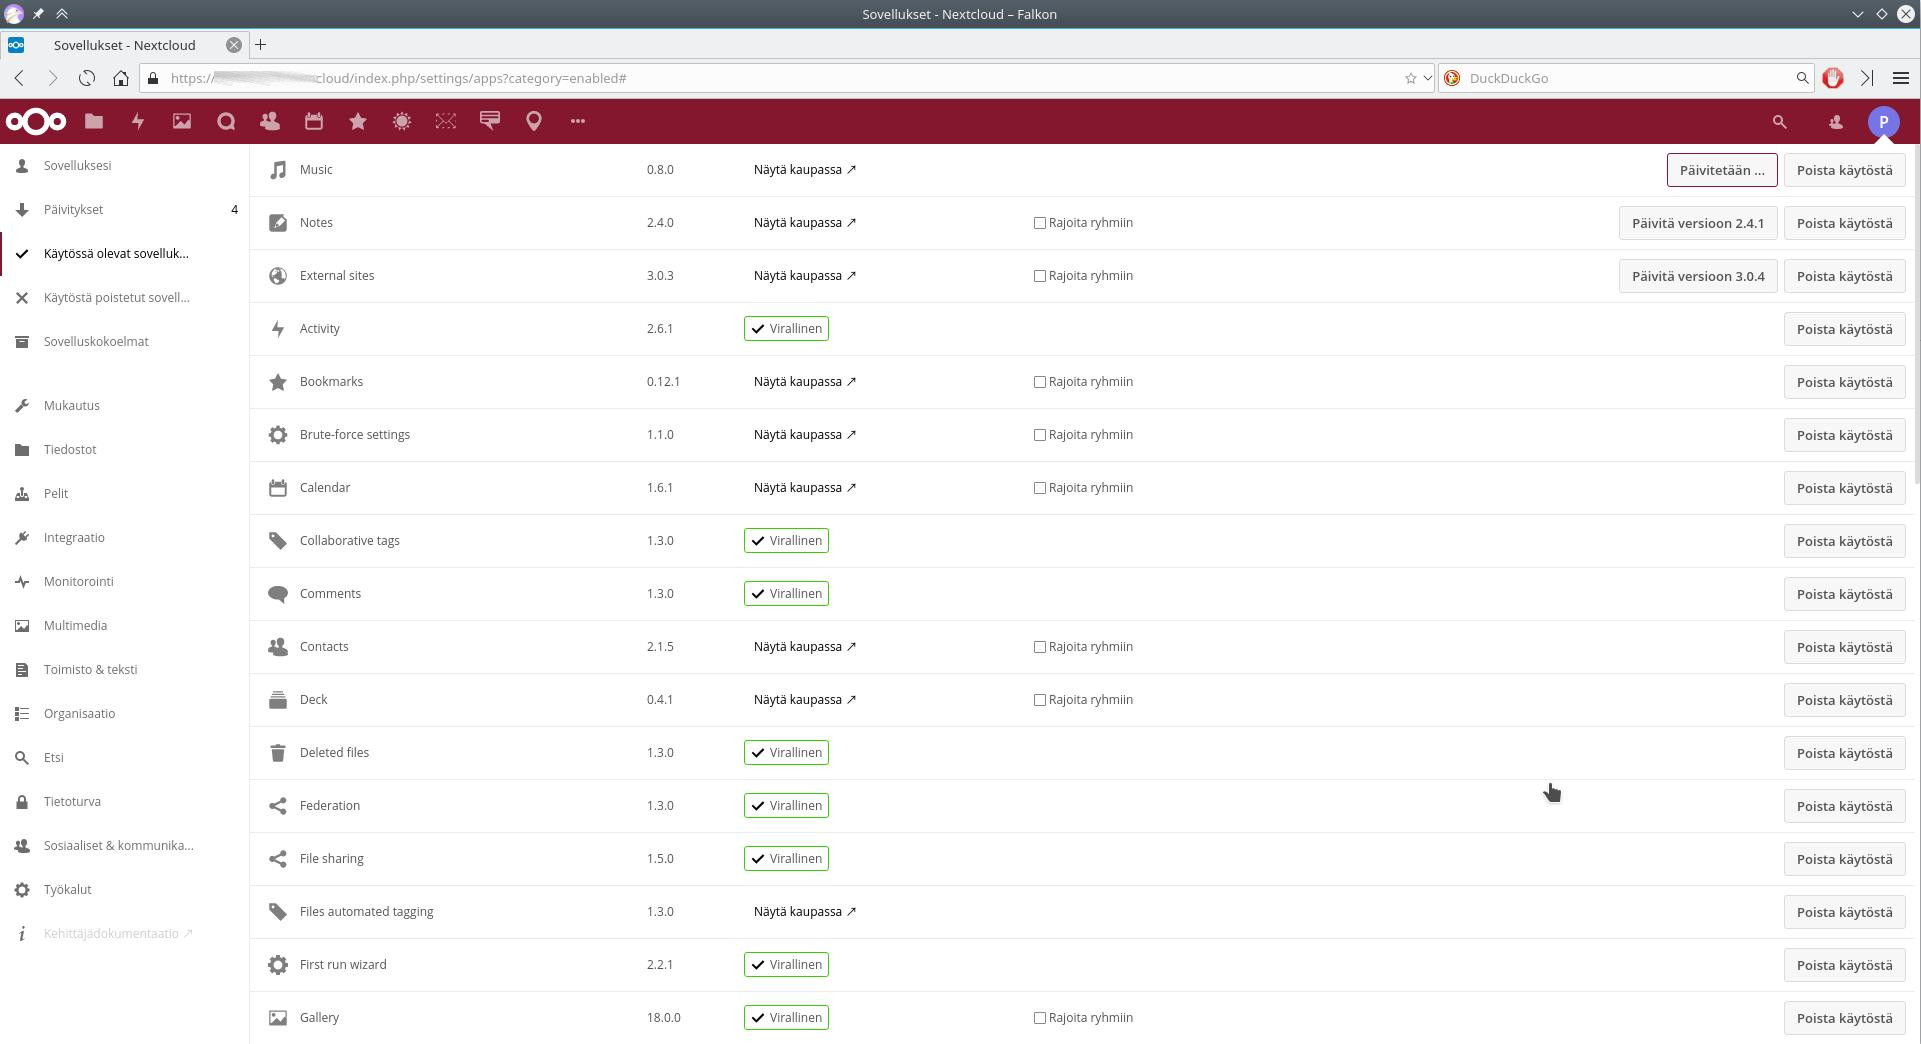 Sovellukset - Nextcloud – Falkon
Sovellukset - Nextcloud
https:// cloud/index.php/settings/apps?category=enabled#
DuckDuckGo
P
Sovelluksesi
Päivitykset 4
Käytössä olevat sovelluk...
Käytöstä poistetut sovell...
Sovelluskokoelmat
Mukautus
Tiedostot
Pelit
Integraatio
Monitorointi
Multimedia
Toimisto & teksti
Organisaatio
Etsi
Tietoturva
Sosiaaliset & kommunika...
Työkalut
Kehittäjädokumentaatio ↗
Music 0.8.0 Näytä kaupassa ↗ Päivitetään ... Poista käytöstä
Notes 2.4.0 Näytä kaupassa ↗ Rajoita ryhmiin Päivitä versioon 2.4.1 Poista käytöstä
External sites 3.0.3 Näytä kaupassa ↗ Rajoita ryhmiin Päivitä versioon 3.0.4 Poista käytöstä
Activity 2.6.1 Virallinen Poista käytöstä
Bookmarks 0.12.1 Näytä kaupassa ↗ Rajoita ryhmiin Poista käytöstä
Brute-force settings 1.1.0 Näytä kaupassa ↗ Rajoita ryhmiin Poista käytöstä
Calendar 1.6.1 Näytä kaupassa ↗ Rajoita ryhmiin Poista käytöstä
Collaborative tags 1.3.0 Virallinen Poista käytöstä
Comments 1.3.0 Virallinen Poista käytöstä
Contacts 2.1.5 Näytä kaupassa ↗ Rajoita ryhmiin Poista käytöstä
Deck 0.4.1 Näytä kaupassa ↗ Rajoita ryhmiin Poista käytöstä
Deleted files 1.3.0 Virallinen Poista käytöstä
Federation 1.3.0 Virallinen Poista käytöstä
File sharing 1.5.0 Virallinen Poista käytöstä
Files automated tagging 1.3.0 Näytä kaupassa ↗ Poista käytöstä
First run wizard 2.2.1 Virallinen Poista käytöstä
Gallery 18.0.0 Virallinen Rajoita ryhmiin Poista käytöstä